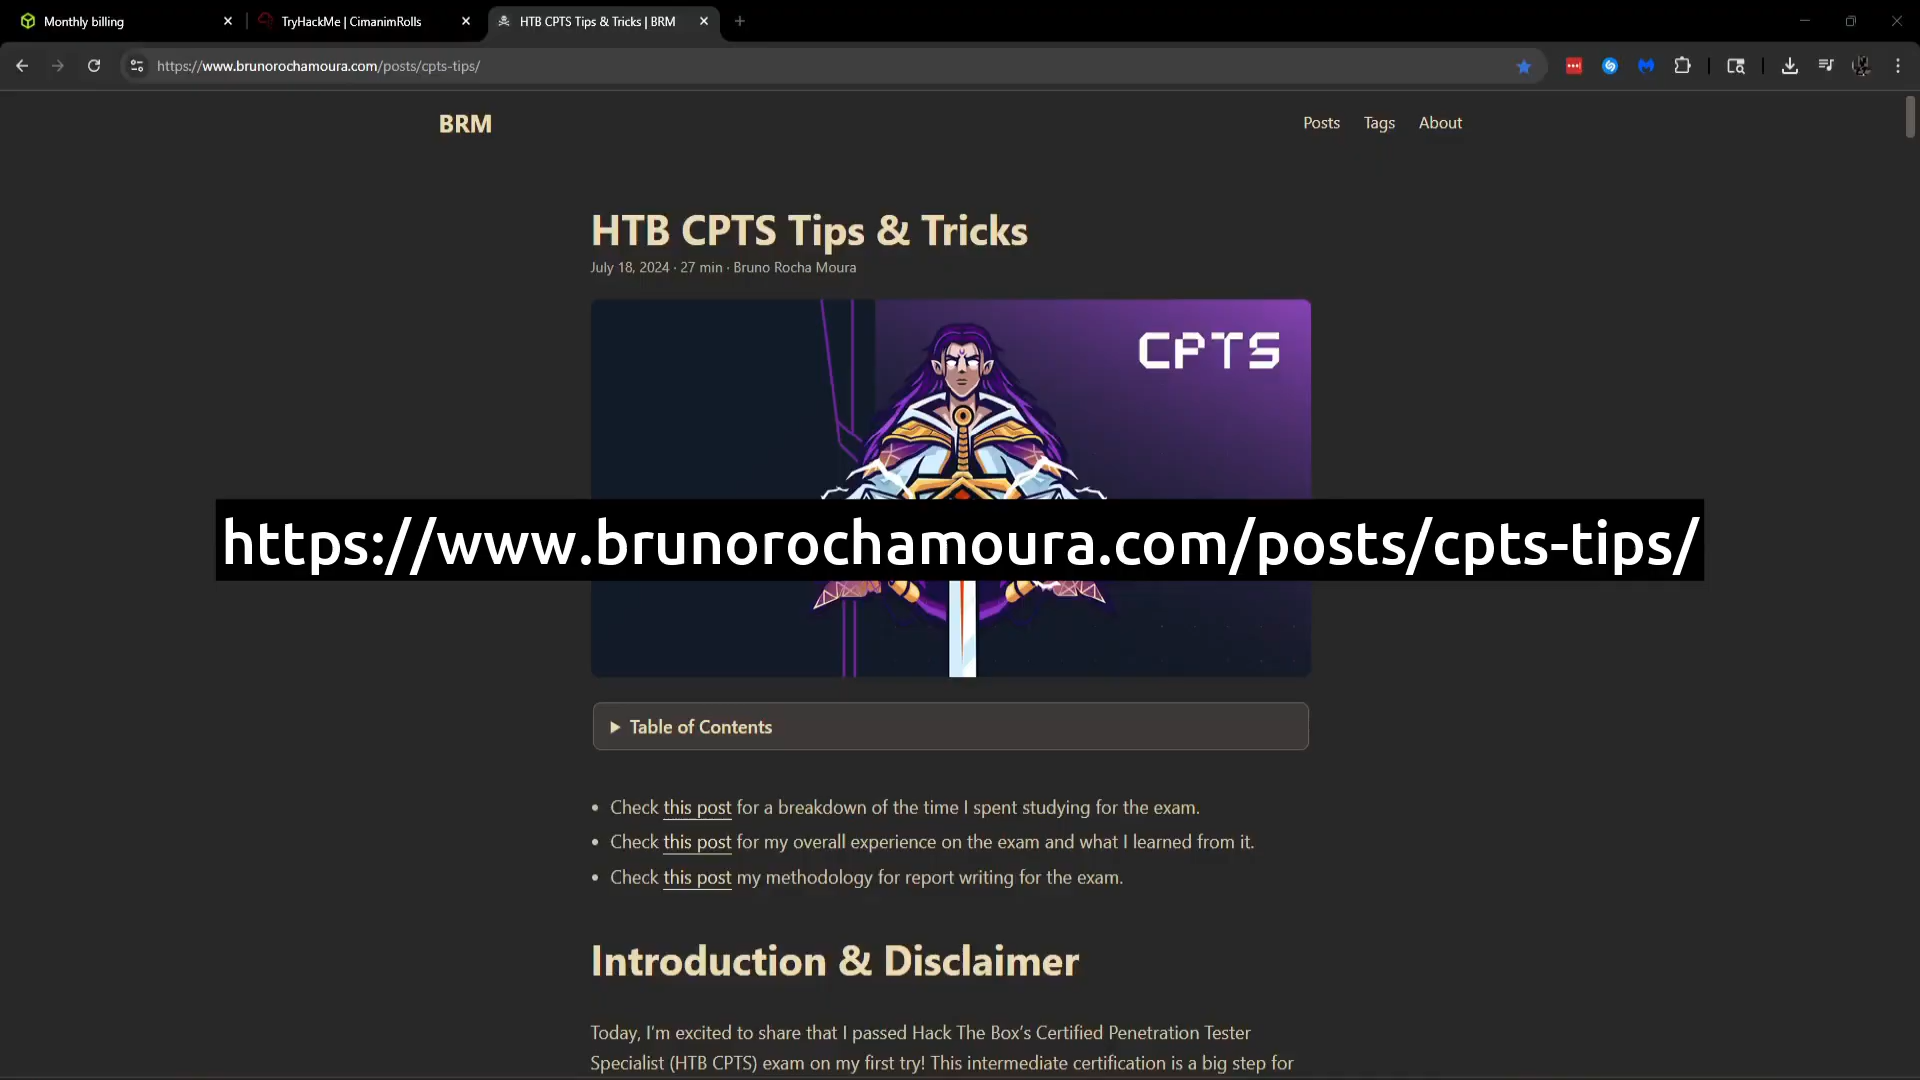 Monthly billing
TryHackMe | CimanimRolls
HTB CPTS Tips & Tricks | BRM
https://www.brunorochamoura.com/posts/cpts-tips/
BRM
Posts
Tags
About
HTB CPTS Tips & Tricks
July 18, 2024 · 27 min · Bruno Rocha Moura
CPTS
https://www.brunorochamoura.com/posts/cpts-tips/
Table of Contents
• Check this post for a breakdown of the time I spent studying for the exam.
• Check this post for my overall experience on the exam and what I learned from it.
• Check this post my methodology for report writing for the exam.
Introduction & Disclaimer
Today, I'm excited to share that I passed Hack The Box's Certified Penetration Tester
Specialist (HTB CPTS) exam on my first try! This intermediate certification is a big step for